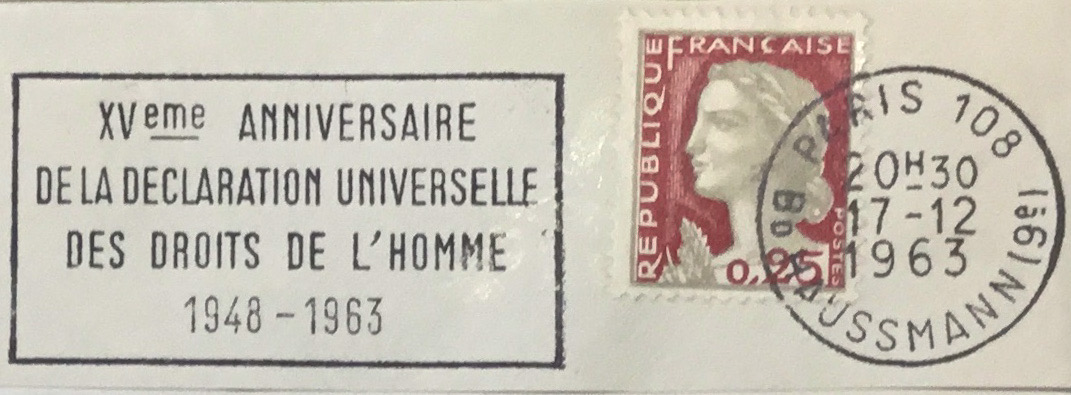 XVeme ANNIVERSAIRE
DE LA DECLARATION UNIVERSELLE
DES DROITS DE L'HOMME
1948 - 1963
REPUBLIQUE FRANCAISE
POSTES
0,25
PARIS 108
20H30
17-12
1963
Bd HAUSSMANN (9E)